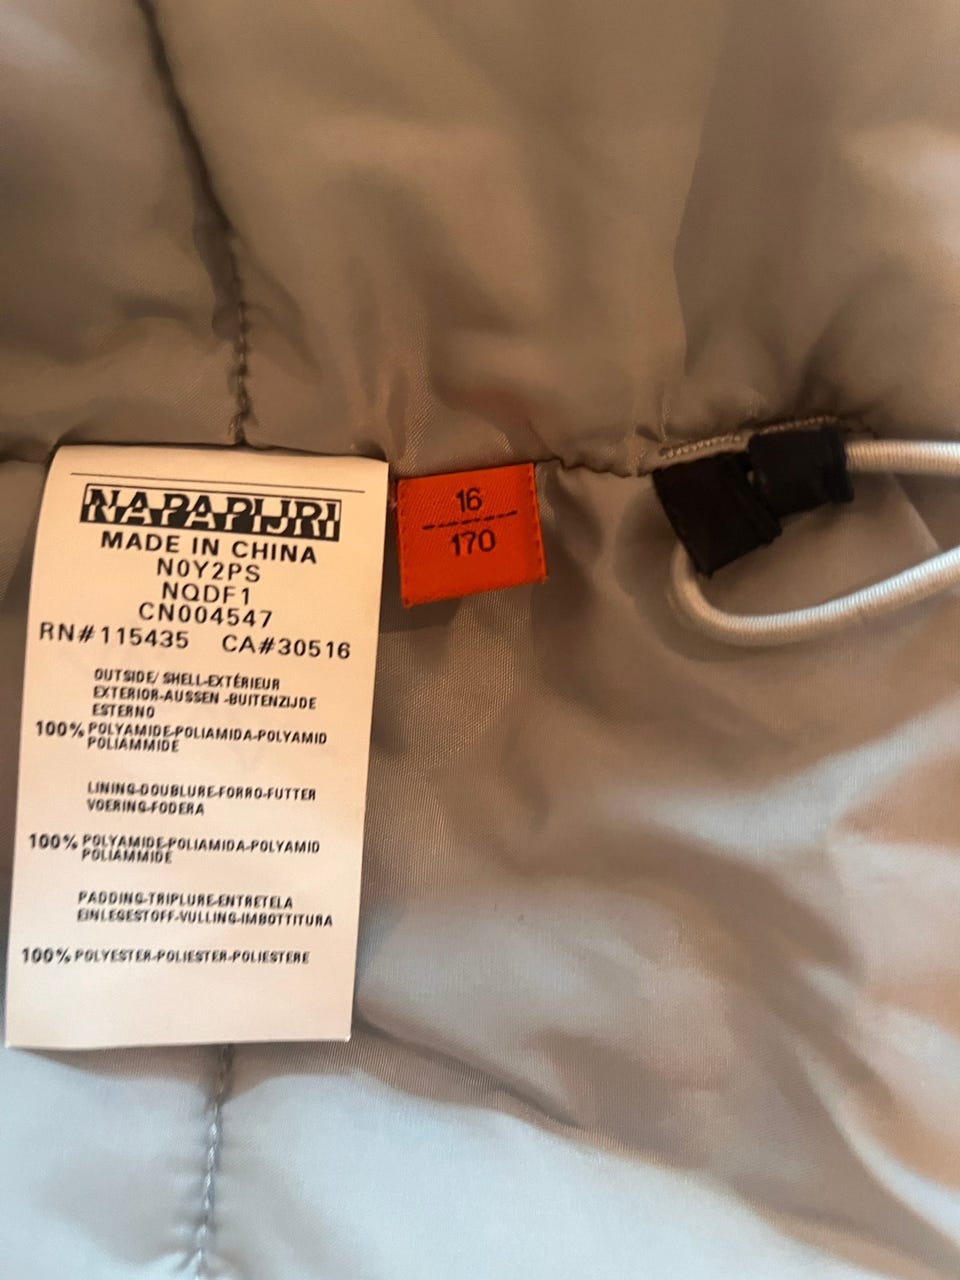 NAPAPIJRI
MADE IN CHINA
N0Y2PS
NQDF1
CN004547
RN#115435 CA#30516
OUTSIDE/ SHELL-EXTÉRIEUR
EXTERIOR-AUSSEN -BUITENZIJDE
ESTERNO
100% POLYAMIDE-POLIAMIDA-POLYAMID
POLIAMMIDE
LINING-DOUBLURE-FORRO-FUTTER
VOERING-FODERA
100% POLYAMIDE-POLIAMIDA-POLYAMID
POLIAMMIDE
PADDING-TRIPLURE-ENTRETELA
EINLEGESTOFF-VULLING-IMBOTTITURA
100% POLYESTER-POLIESTER-POLIESTERE
16
170